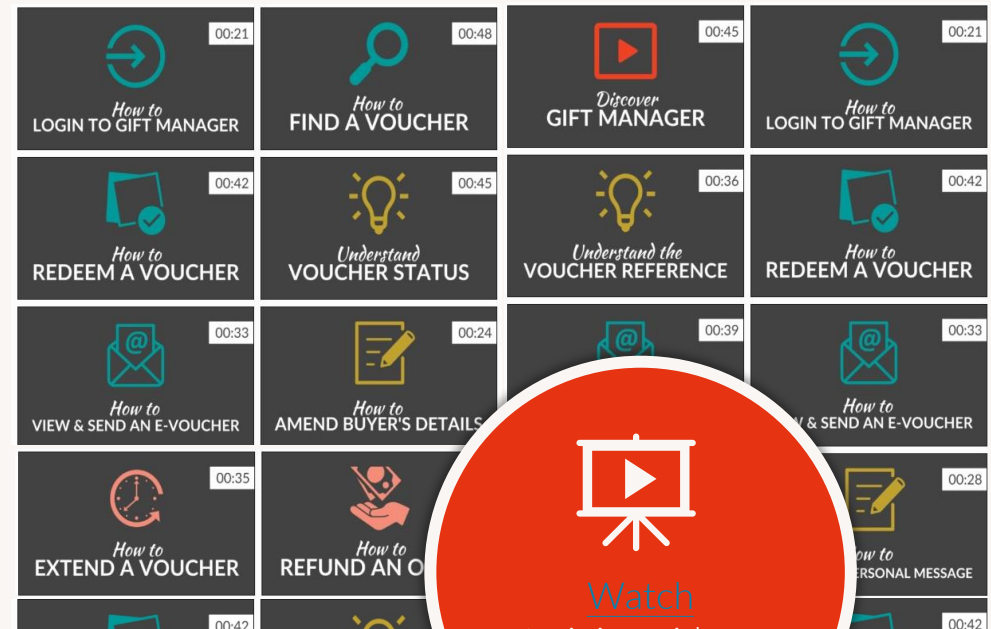 00:21
How to
LOGIN TO GIFT MANAGER
00:48
How to
FIND A VOUCHER
00:45
Discover
GIFT MANAGER
00:21
How to
LOGIN TO GIFT MANAGER
00:42
How to
REDEEM A VOUCHER
00:45
Understand
VOUCHER STATUS
00:36
Understand the
VOUCHER REFERENCE
00:42
How to
REDEEM A VOUCHER
00:33
@
How to
VIEW & SEND AN E-VOUCHER
00:24
How to
AMEND BUYER'S DETAILS
00:39
@
00:33
@
How to
& SEND AN E-VOUCHER
00:35
How to
EXTEND A VOUCHER
How to
REFUND AN
00:28
to
MESSAGE
Watch
00:42
00:42